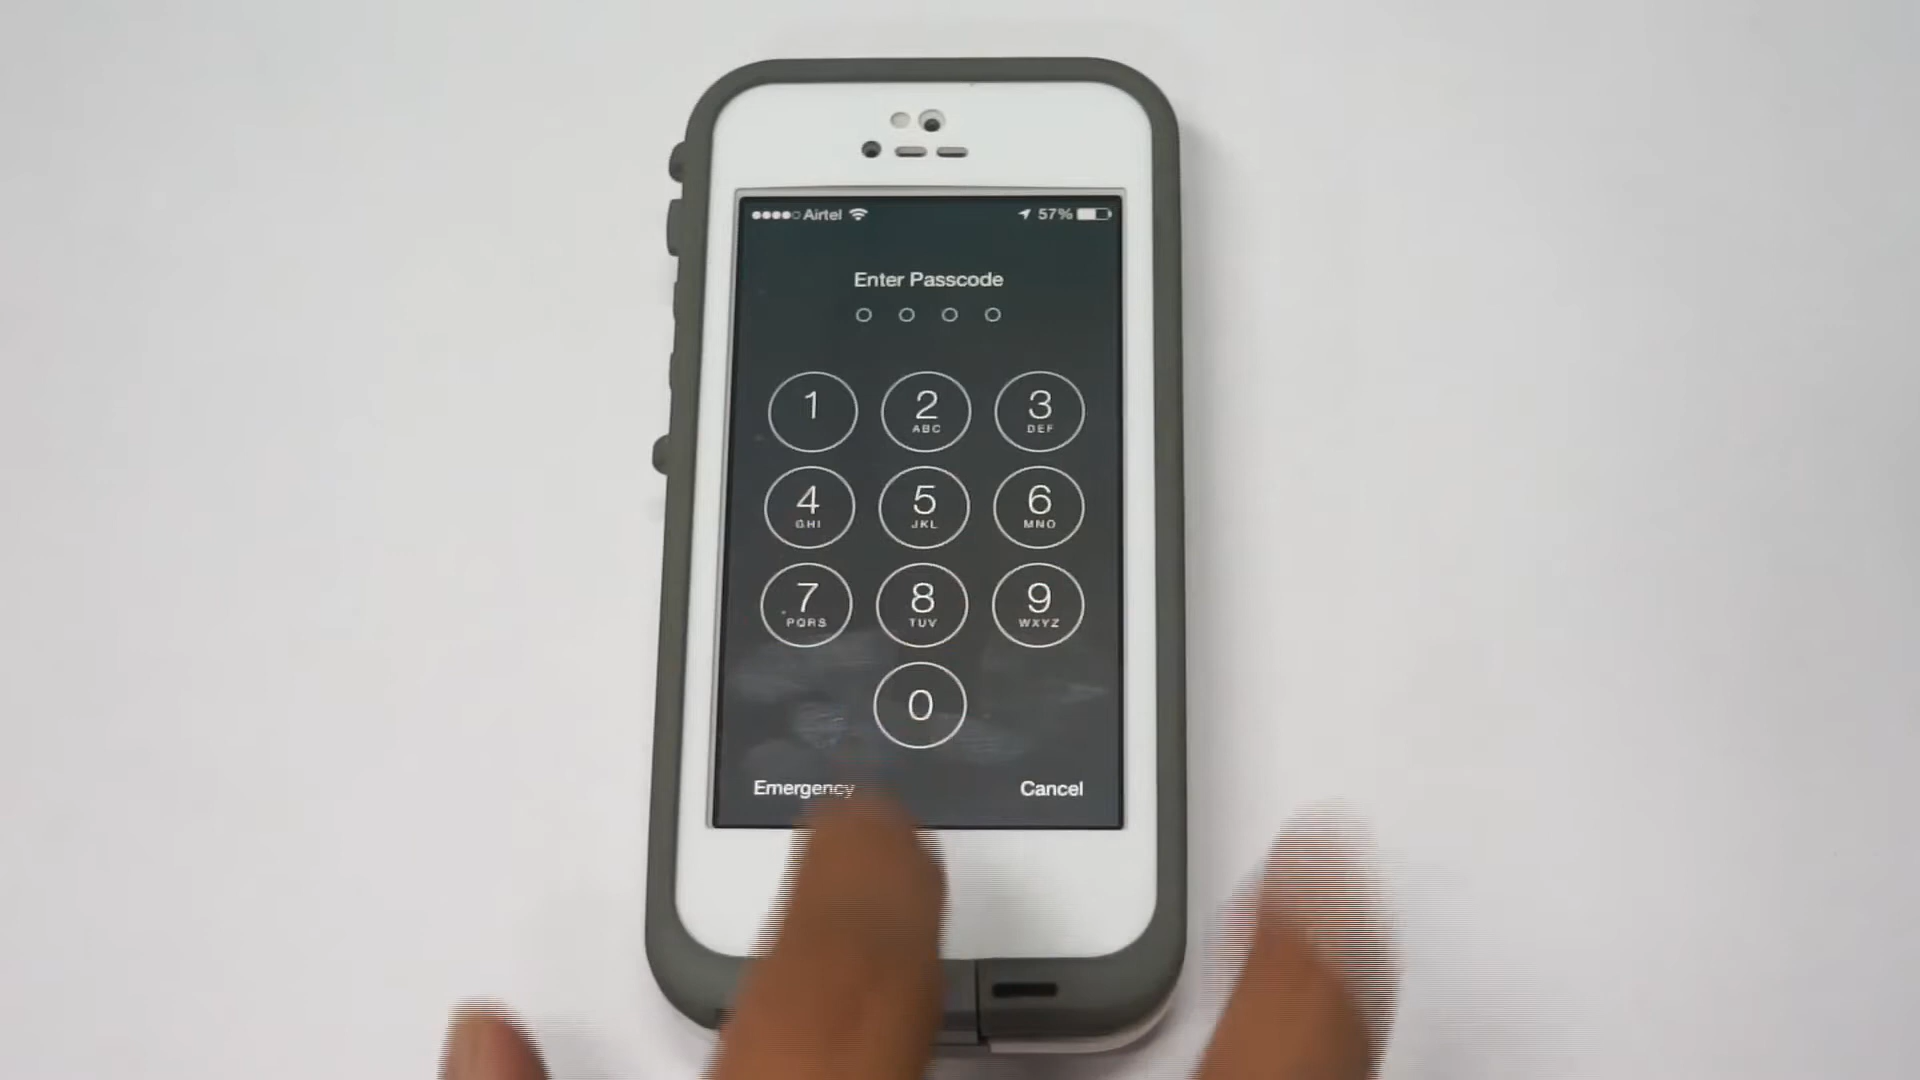 Airtel 57%
Enter Passcode
1 2 3
ABC DEF
4 5 6
GHI JKL MNO
7 8 9
PQRS TUV WXYZ
0
Emergency Cancel